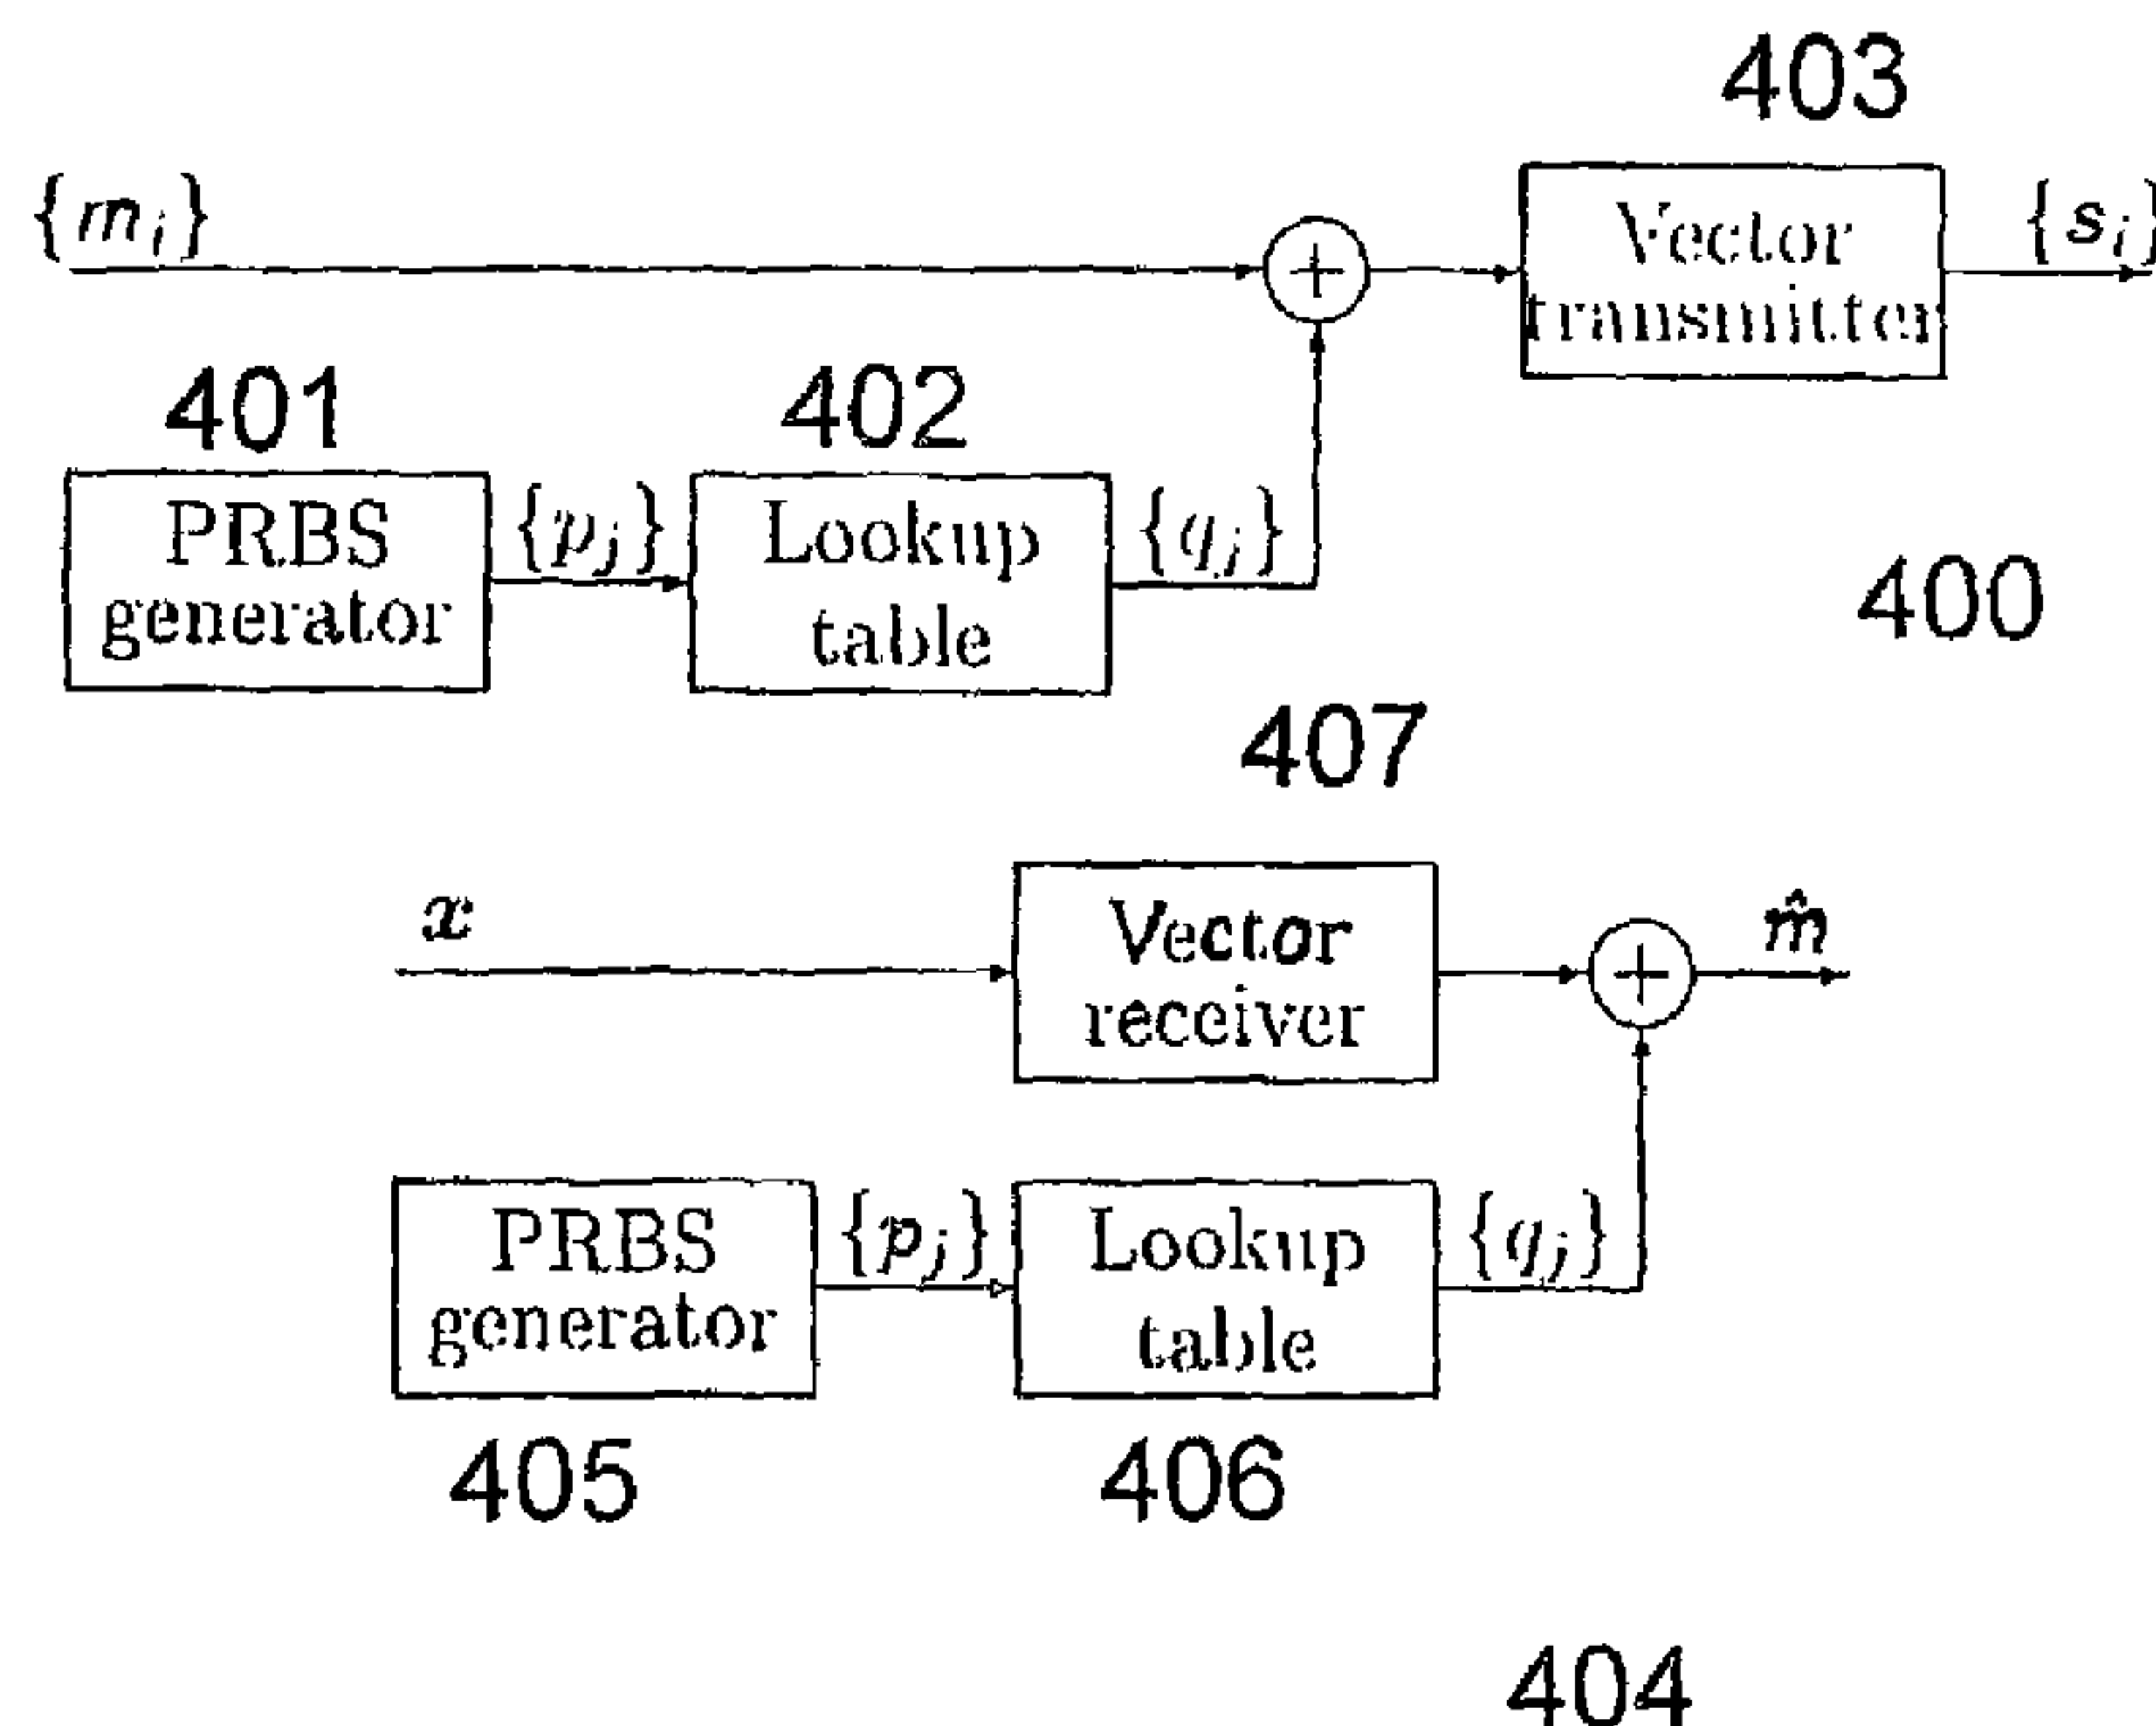 403
{m_i}
Vector
transmitter
{s_i}
+
401
402
PRBS
generator
{p_j}
Lookup
table
{q_j}
400
407
x
Vector
receiver
+
m̂
PRBS
generator
{p_j}
Lookup
table
{q_j}
405
406
404